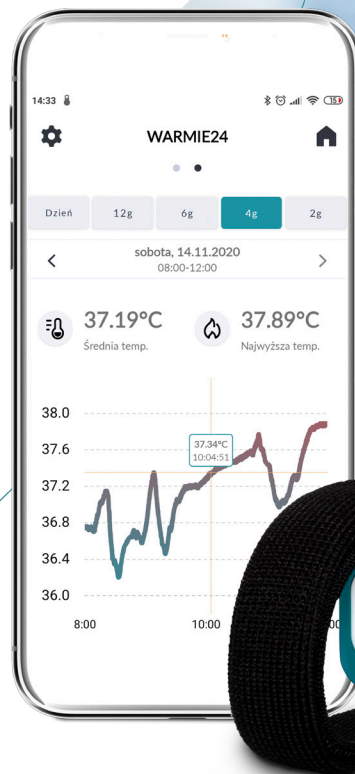 14:33
15
WARMIE24
Dzień 12g 6g 4g 2g
sobota, 14.11.2020
08:00-12:00
37.19°C 37.89°C
Średnia temp. Najwyższa temp.
38.0
37.34°C
10:04:51
37.6
37.2
36.8
36.4
36.0
8:00 10:00